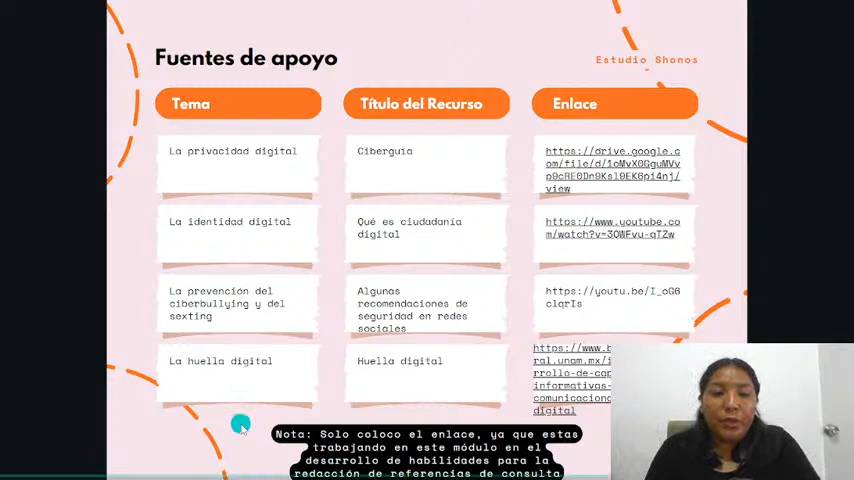 Fuentes de apoyo
Estudio Shonos
Tema
Título del Recurso
Enlace
La privacidad digital
Ciberguía
https://drive.google.c
om/file/d/1oMvX0GguMVv
view
La identidad digital
Qué es ciudadanía
digital
https://www.youtube.co
m/watch?v=3OWFvu-qTZw
La prevención del
ciberbullying y del
sexting
Algunas
recomendaciones de
seguridad en redes
sociales
https://youtu.be/I_oG6
clqrIs
La huella digital
Huella digital
https://www.b
ral.unam.mx/i
rrollo-de-cap
informativas-
comunicacion
digital
Nota: Solo coloco el enlace, ya que estas
trabajando en este módulo en el
desarrollo de habilidades para la
redacción de referencias de consulta